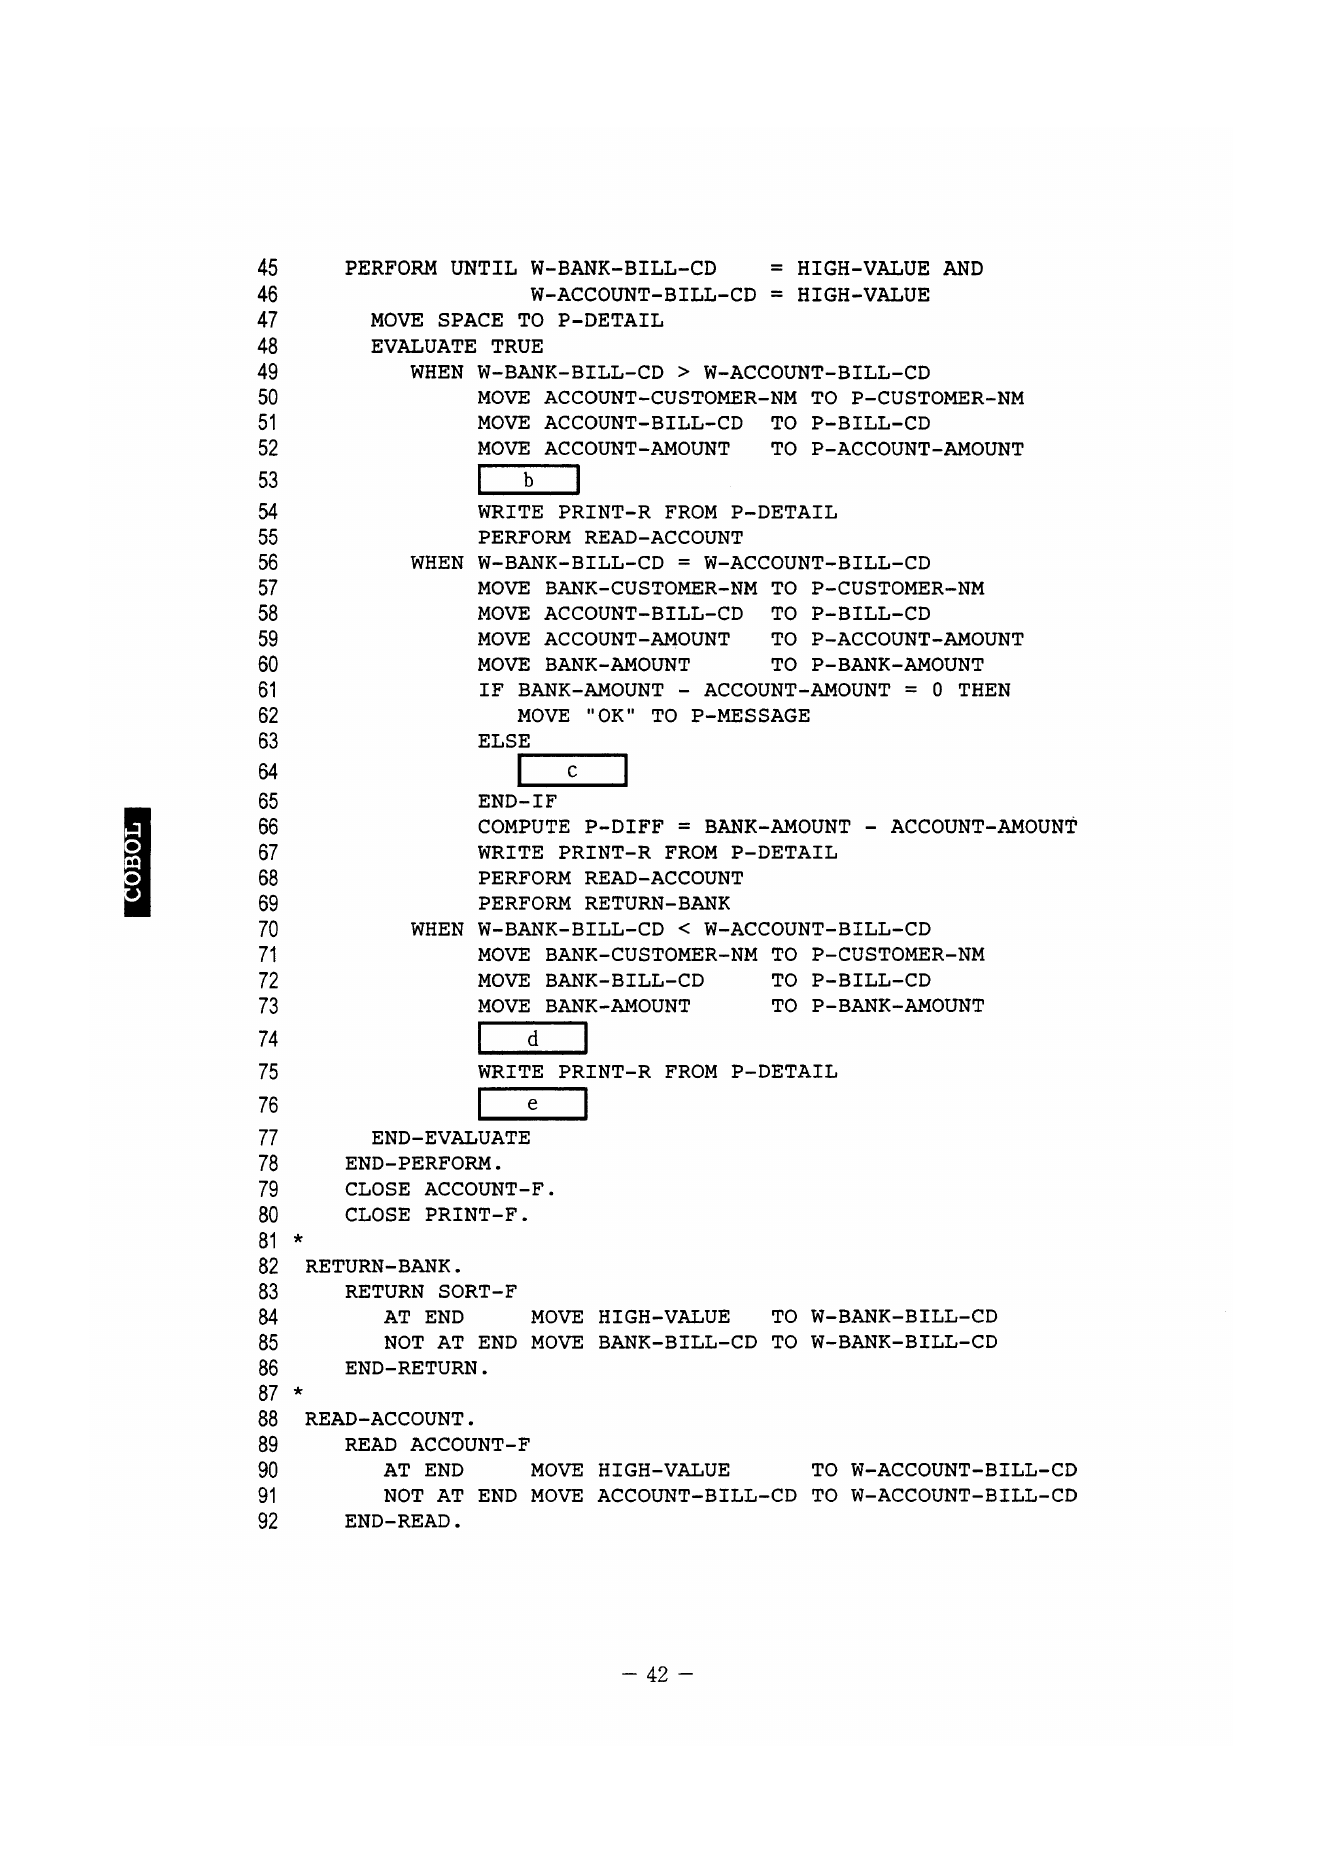 45     PERFORM UNTIL W-BANK-BILL-CD    = HIGH-VALUE AND
46                   W-ACCOUNT-BILL-CD = HIGH-VALUE
47       MOVE SPACE TO P-DETAIL
48       EVALUATE TRUE
49          WHEN W-BANK-BILL-CD > W-ACCOUNT-BILL-CD
50               MOVE ACCOUNT-CUSTOMER-NM TO P-CUSTOMER-NM
51               MOVE ACCOUNT-BILL-CD  TO P-BILL-CD
52               MOVE ACCOUNT-AMOUNT   TO P-ACCOUNT-AMOUNT
53               b
54               WRITE PRINT-R FROM P-DETAIL
55               PERFORM READ-ACCOUNT
56          WHEN W-BANK-BILL-CD = W-ACCOUNT-BILL-CD
57               MOVE BANK-CUSTOMER-NM TO P-CUSTOMER-NM
58               MOVE ACCOUNT-BILL-CD  TO P-BILL-CD
59               MOVE ACCOUNT-AMOUNT   TO P-ACCOUNT-AMOUNT
60               MOVE BANK-AMOUNT      TO P-BANK-AMOUNT
61               IF BANK-AMOUNT - ACCOUNT-AMOUNT = 0 THEN
62                  MOVE "OK" TO P-MESSAGE
63               ELSE
64                  c
65               END-IF
66               COMPUTE P-DIFF = BANK-AMOUNT - ACCOUNT-AMOUNT
67               WRITE PRINT-R FROM P-DETAIL
68               PERFORM READ-ACCOUNT
69               PERFORM RETURN-BANK
70          WHEN W-BANK-BILL-CD < W-ACCOUNT-BILL-CD
71               MOVE BANK-CUSTOMER-NM TO P-CUSTOMER-NM
72               MOVE BANK-BILL-CD     TO P-BILL-CD
73               MOVE BANK-AMOUNT      TO P-BANK-AMOUNT
74               d
75               WRITE PRINT-R FROM P-DETAIL
76               e
77       END-EVALUATE
78     END-PERFORM.
79     CLOSE ACCOUNT-F.
80     CLOSE PRINT-F.
81 *
82  RETURN-BANK.
83     RETURN SORT-F
84        AT END     MOVE HIGH-VALUE   TO W-BANK-BILL-CD
85        NOT AT END MOVE BANK-BILL-CD TO W-BANK-BILL-CD
86     END-RETURN.
87 *
88  READ-ACCOUNT.
89     READ ACCOUNT-F
90        AT END     MOVE HIGH-VALUE      TO W-ACCOUNT-BILL-CD
91        NOT AT END MOVE ACCOUNT-BILL-CD TO W-ACCOUNT-BILL-CD
92     END-READ.
COBOL
— 42 —